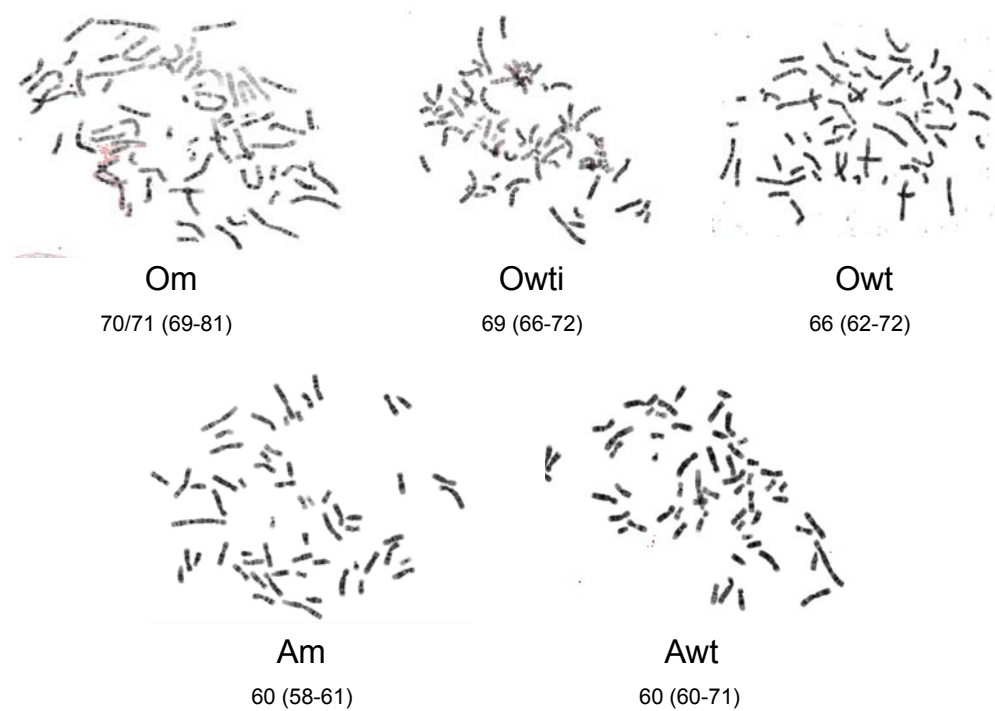 Om
Owti
Owt
70/71 (69-81)
69 (66-72)
66 (62-72)
Am
Awt
60 (58-61)
60 (60-71)